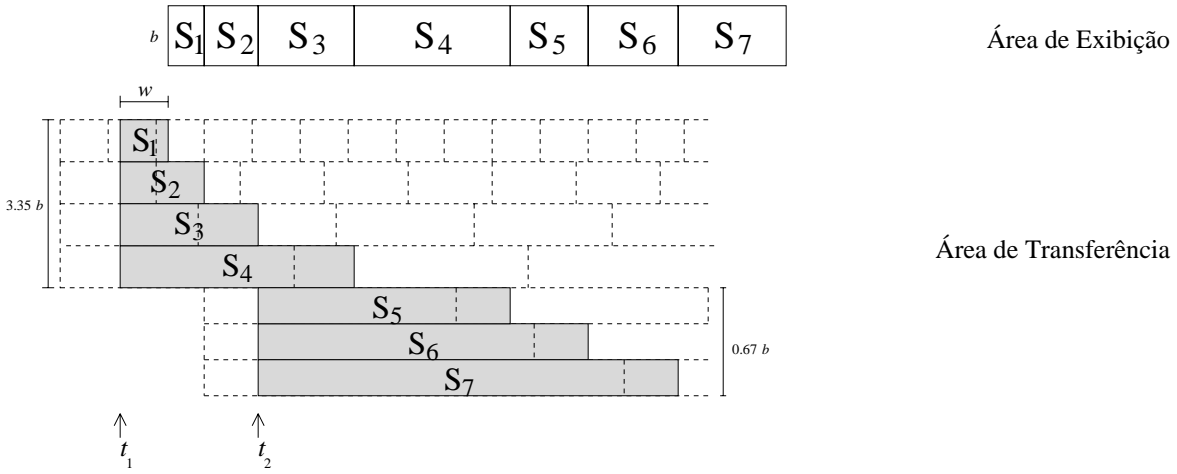 b S1 S2 S3 S4 S5 S6 S7 Área de Exibição
w
S1
S2
3.35 b
S3
S4 Área de Transferência
S5
S6 0.67 b
S7
t1 t2